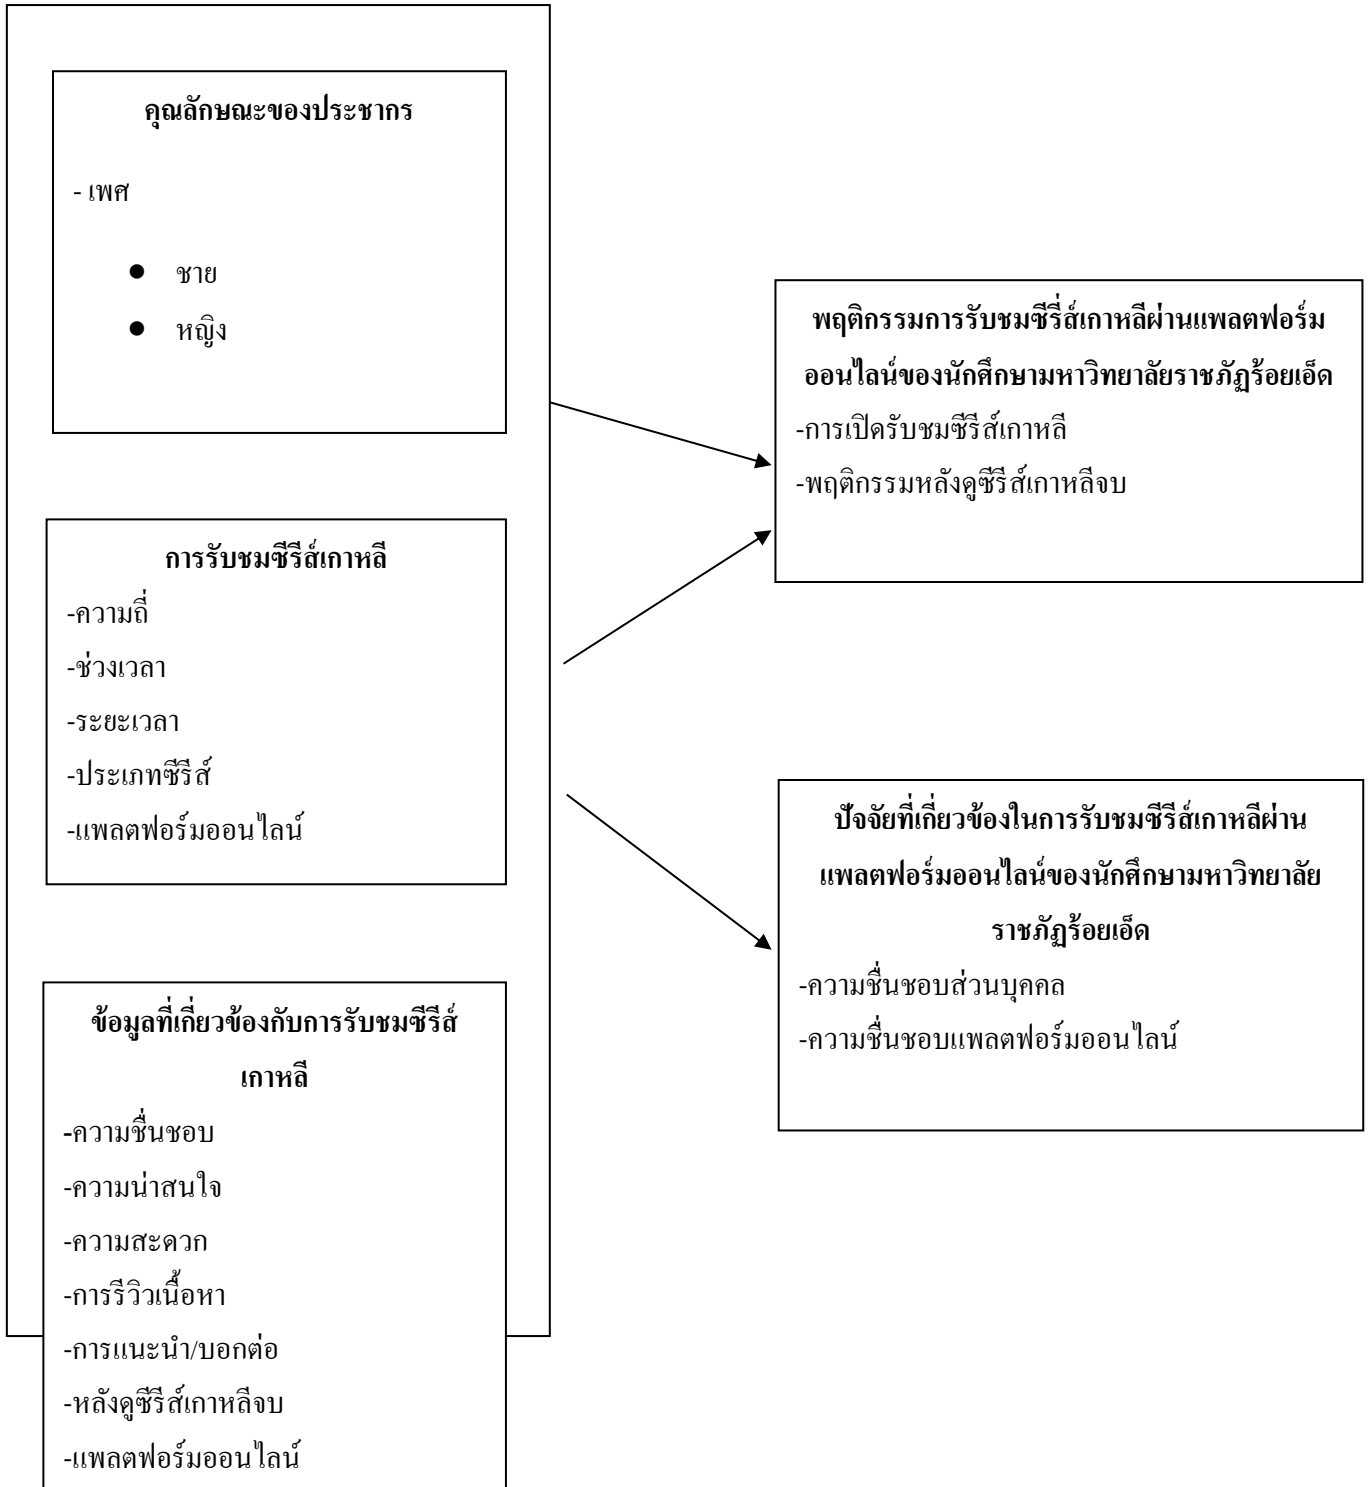 คุณลักษณะของประชากร
- เพศ
● ชาย
● หญิง
การรับชมซีรีส์เกาหลี
-ความถี่
-ช่วงเวลา
-ระยะเวลา
-ประเภทซีรีส์
-แพลตฟอร์มออนไลน์
ข้อมูลที่เกี่ยวข้องกับการรับชมซีรีส์
เกาหลี
-ความชื่นชอบ
-ความน่าสนใจ
-ความสะดวก
-การรีวิวเนื้อหา
-การแนะนำ/บอกต่อ
-หลังดูซีรีส์เกาหลีจบ
-แพลตฟอร์มออนไลน์
พฤติกรรมการรับชมซีรี่ส์เกาหลีผ่านแพลตฟอร์ม
ออนไลน์ของนักศึกษามหาวิทยาลัยราชภัฏร้อยเอ็ด
-การเปิดรับชมซีรีส์เกาหลี
-พฤติกรรมหลังดูซีรีส์เกาหลีจบ
ปัจจัยที่เกี่ยวข้องในการรับชมซีรีส์เกาหลีผ่าน
แพลตฟอร์มออนไลน์ของนักศึกษามหาวิทยาลัย
ราชภัฏร้อยเอ็ด
-ความชื่นชอบส่วนบุคคล
-ความชื่นชอบแพลตฟอร์มออนไลน์